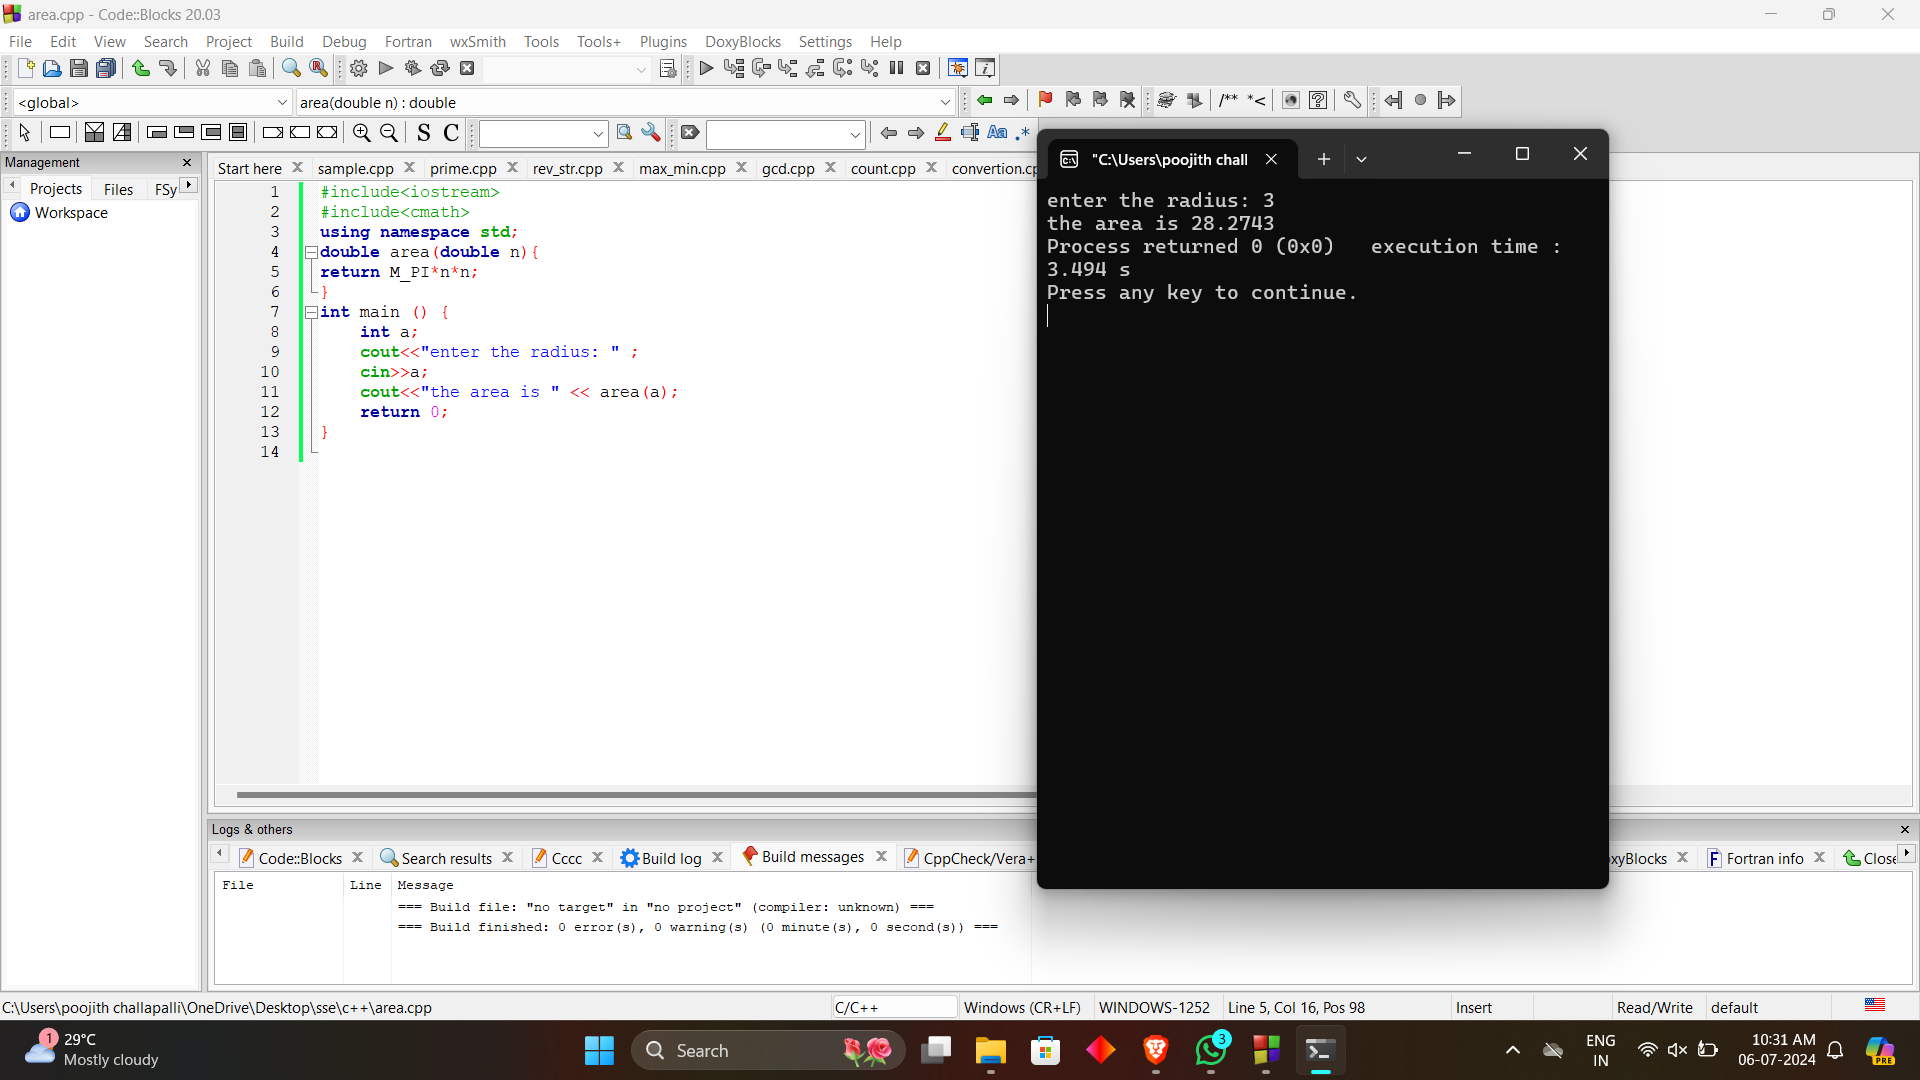 area.cpp - Code::Blocks 20.03
File Edit View Search Project Build Debug Fortran wxSmith Tools Tools+ Plugins DoxyBlocks Settings Help
<global> area(double n) : double
/** *<
S C Aa .*
Management
Projects Files FSy
Workspace
Start here sample.cpp prime.cpp rev_str.cpp max_min.cpp gcd.cpp count.cpp convertion.cp
1 #include<iostream>
2 #include<cmath>
3 using namespace std;
4 double area(double n){
5 return M_PI*n*n;
6 }
7 int main () {
8 int a;
9 cout<<"enter the radius: " ;
10 cin>>a;
11 cout<<"the area is " << area(a);
12 return 0;
13 }
14
"C:\Users\poojith chall
enter the radius: 3
the area is 28.2743
Process returned 0 (0x0)   execution time :
3.494 s
Press any key to continue.
Logs & others
Code::Blocks Search results Cccc Build log Build messages CppCheck/Vera+ oxyBlocks Fortran info Close
File Line Message
=== Build file: "no target" in "no project" (compiler: unknown) ===
=== Build finished: 0 error(s), 0 warning(s) (0 minute(s), 0 second(s)) ===
C:\Users\poojith challapalli\OneDrive\Desktop\sse\c++\area.cpp C/C++ Windows (CR+LF) WINDOWS-1252 Line 5, Col 16, Pos 98 Insert Read/Write default
1 29°C
Mostly cloudy
Search
3
ENG
IN
10:31 AM
06-07-2024
PRE